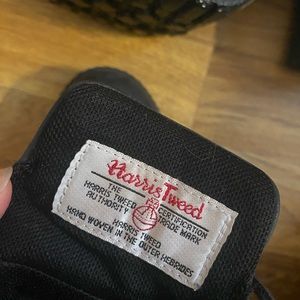 Harris Tweed
THE
HARRIS TWEED
AUTHORITY
CERTIFICATION
TRADE MARK
HARRIS TWEED
HAND WOVEN IN THE OUTER HEBRIDES